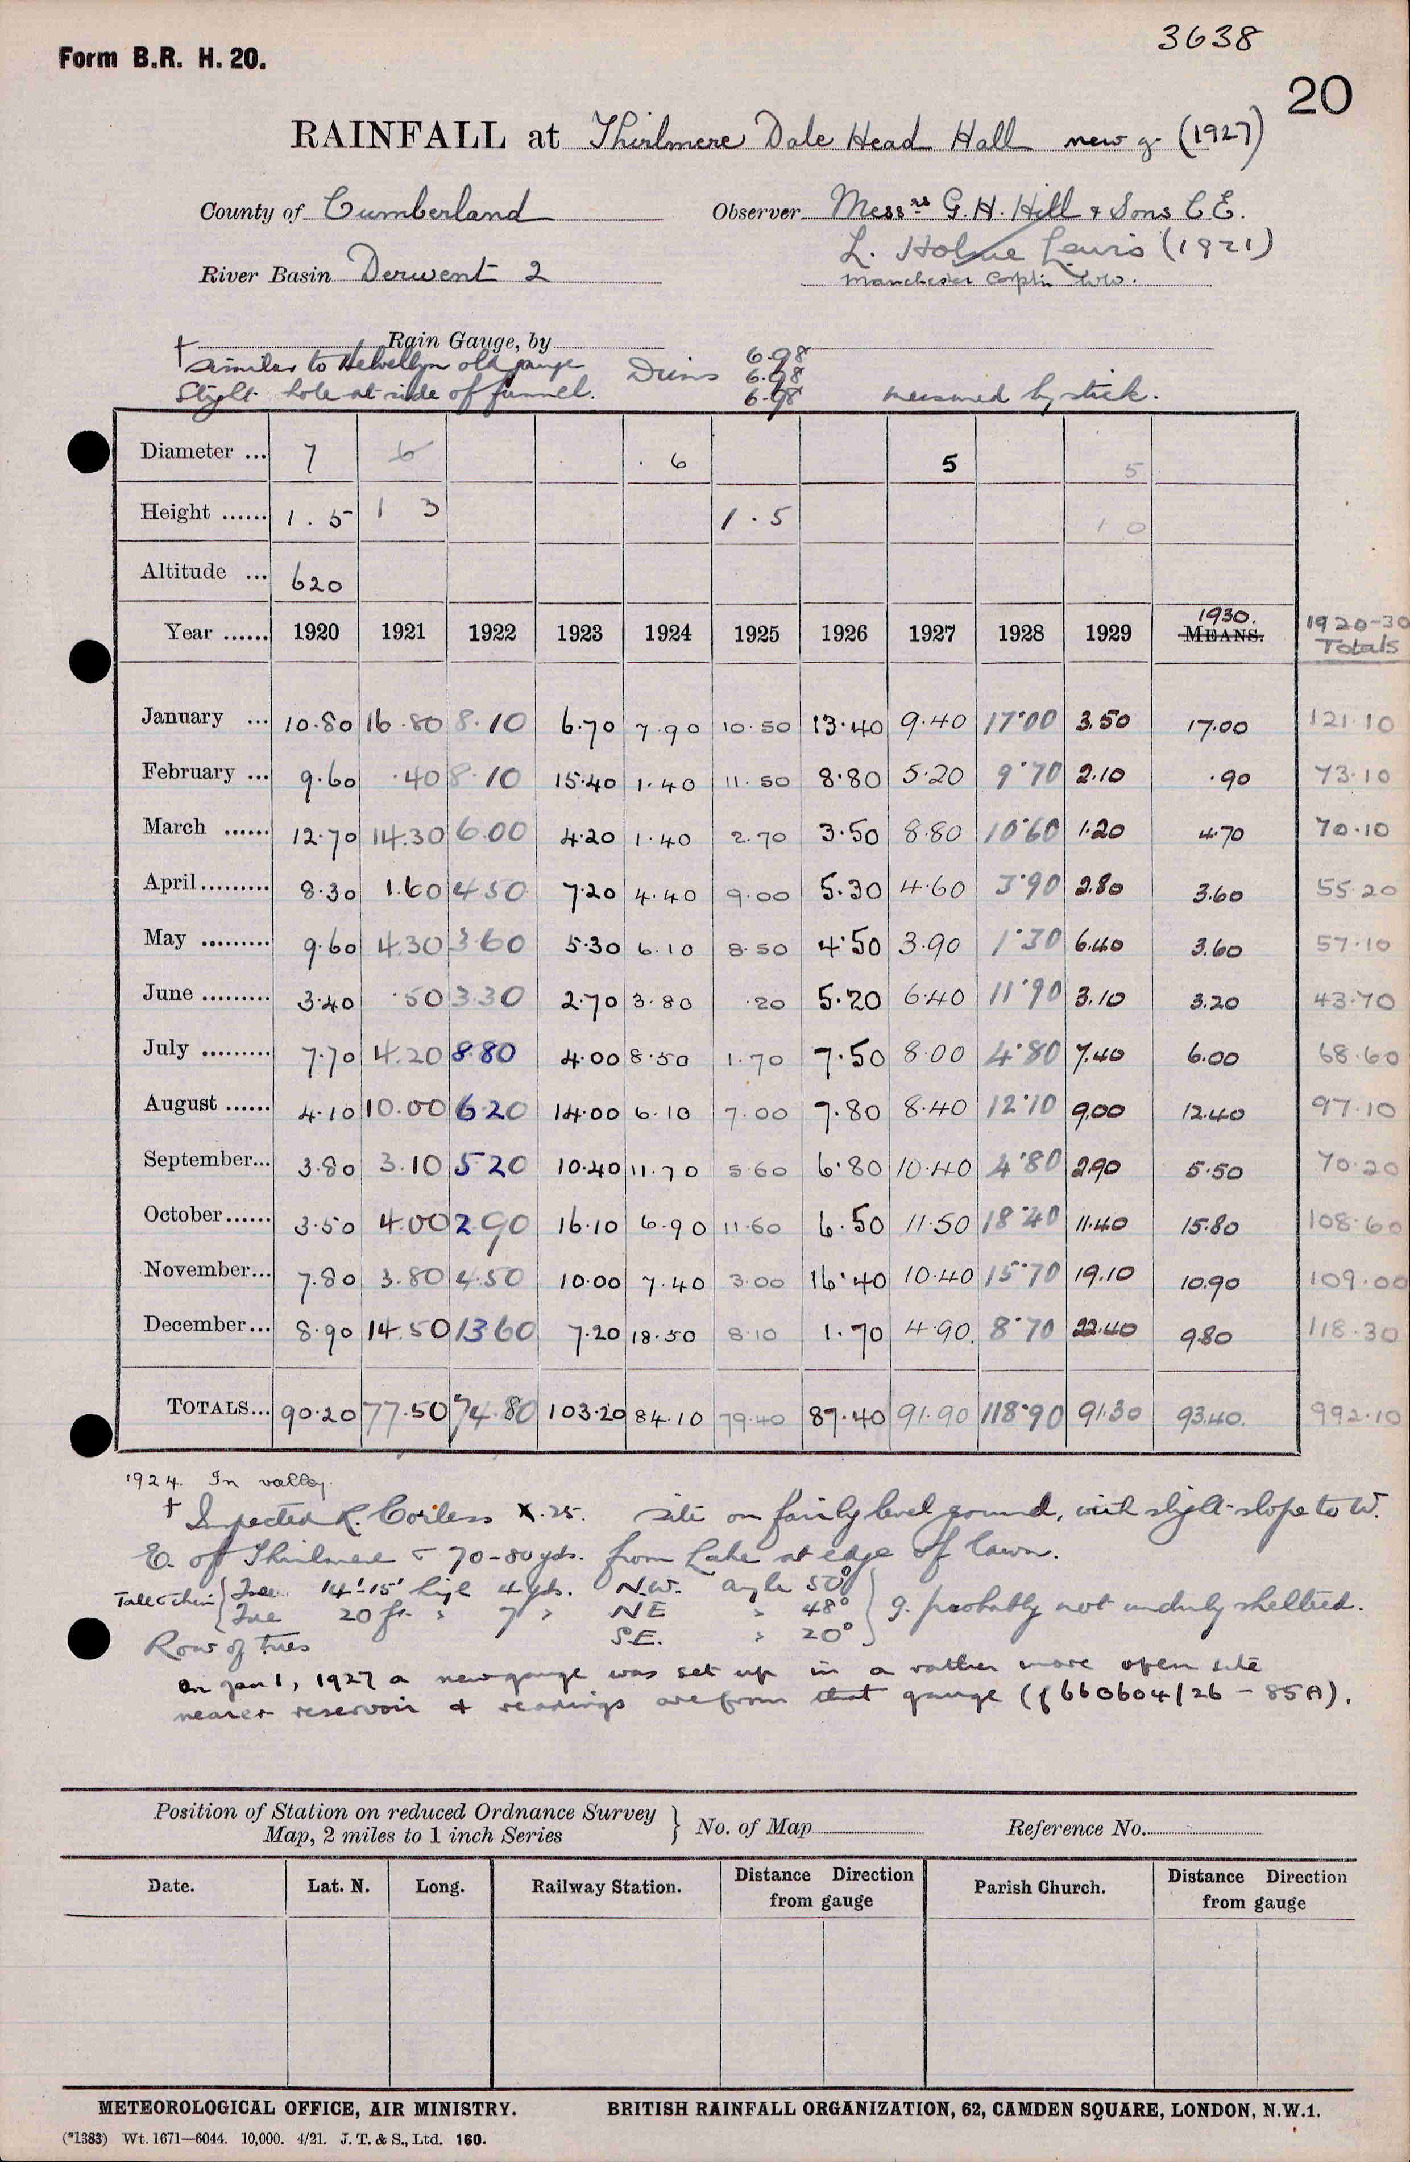 3638
Form B.R. H. 20.
20
RAINFALL at Thirlmere Dale Head Hall new g. (1927)
County of Cumberland Observer Messrs G. H. Hill & Sons C.E.
L. Holme Lewis (1921)
River Basin Derwent 2 Manchester Corptn
Rain Gauge, by
† Similar to Helvellyn old gauge Diams 6.98 6.98 6.98 measured by stick.
Slight hole at side of funnel.
Diameter ... 7 6 6 5 5
Height ...... 1.5 1 3 1.5 1 0
Altitude ... 620
Year ...... 1920 1921 1922 1923 1924 1925 1926 1927 1928 1929 MEANS. 1930. 1920-30 Totals
January ... 10.80 16.80 8.10 6.70 7.90 10.50 13.40 9.40 17.00 3.50 17.00 121.10
February ... 9.60 .40 8.10 15.40 1.40 11.50 8.80 5.20 9.70 2.10 .90 73.10
March ...... 12.70 14.30 6.00 4.20 1.40 2.70 3.50 8.80 10.60 1.20 4.70 70.10
April......... 8.30 1.60 4.50 7.20 4.40 9.00 5.30 4.60 3.90 2.80 3.60 55.20
May ......... 9.60 4.30 3.60 5.30 6.10 8.50 4.50 3.90 1.30 6.40 3.60 57.10
June ......... 3.40 .50 3.30 2.70 3.80 .20 5.20 6.40 11.90 3.10 3.20 43.70
July ......... 7.70 4.20 8.80 4.00 8.50 1.70 7.50 8.00 4.80 7.40 6.00 68.60
August ...... 4.10 10.00 6.20 14.00 6.10 7.00 7.80 8.40 12.10 9.00 12.40 97.10
September... 3.80 3.10 5.20 10.40 11.70 5.60 6.80 10.40 4.80 2.90 5.50 70.20
October...... 3.50 4.00 2.90 16.10 6.90 11.60 6.50 11.50 18.40 11.40 15.80 108.60
November... 7.80 3.80 4.50 10.00 7.40 3.00 16.40 10.40 15.70 19.10 10.90 109.00
December... 8.90 14.50 13.60 7.20 18.50 8.10 1.70 4.90 8.70 22.40 9.80 118.30
TOTALS... 90.20 77.50 74.80 103.20 84.10 79.40 87.40 91.90 118.90 91.30 93.40. 992.10
1924. In valley.
† Inspected R. Corless X.25. site on fairly level ground, with slight slope to W.
E. of Thirlmere 70-80 yds. from Lake at edge of lawn.
Tall & thin { Tree 14'-15' high 4 yds. N.W. angle 50°
Tree 20 ft. " 7 " NE " 48° } g. probably not unduly sheltered.
Row of trees S.E. " 20°
On Jan 1, 1927 a new gauge was set up in a rather more open site
nearer reservoir & readings are from that gauge (f 660604/26 - 85A).
Position of Station on reduced Ordnance Survey
Map, 2 miles to 1 inch Series } No. of Map Reference No.
Date. Lat. N. Long. Railway Station. Distance Direction from gauge Parish Church. Distance Direction from gauge
METEOROLOGICAL OFFICE, AIR MINISTRY. BRITISH RAINFALL ORGANIZATION, 62, CAMDEN SQUARE, LONDON, N.W.1.
(*1383) Wt. 1671—6044. 10,000. 4/21. J. T. & S., Ltd. 160.